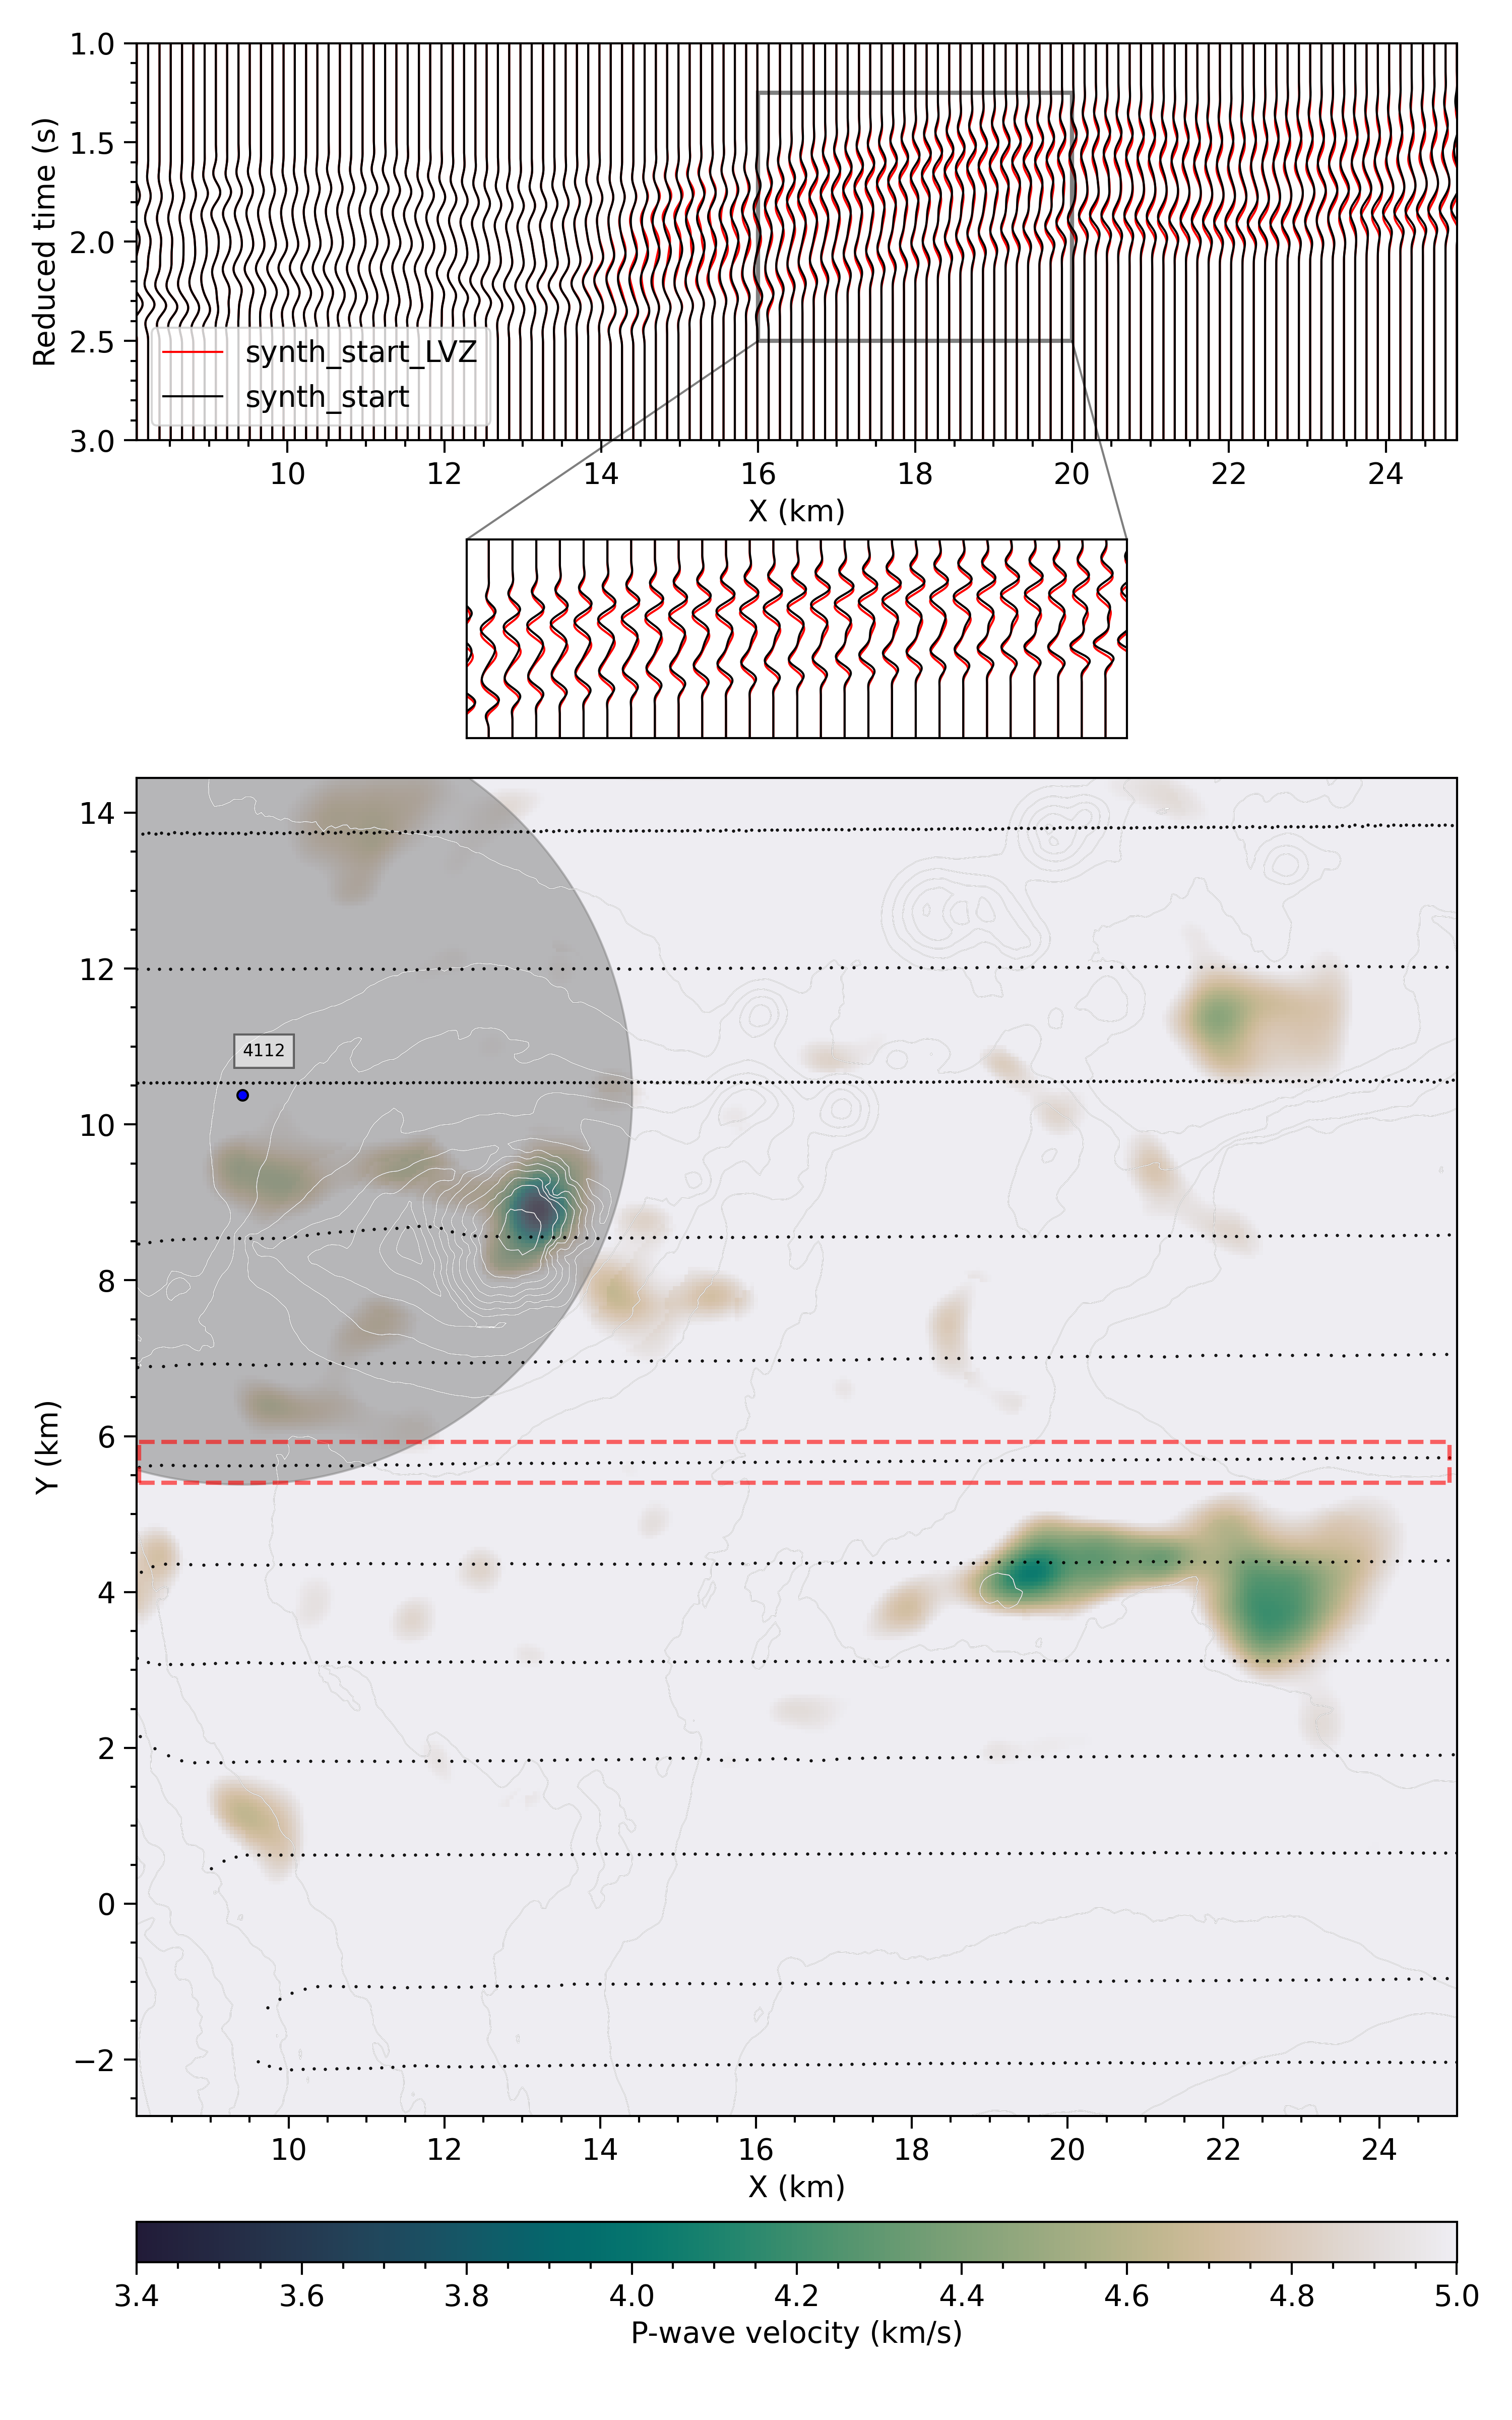 1.0
1.5
2.0
2.5
3.0
Reduced time (s)
synth_start_LVZ
synth_start
10 12 14 16 18 20 22 24
X (km)
14
12
10
8
6
4
2
0
−2
Y (km)
4112
10 12 14 16 18 20 22 24
X (km)
3.4 3.6 3.8 4.0 4.2 4.4 4.6 4.8 5.0
P-wave velocity (km/s)